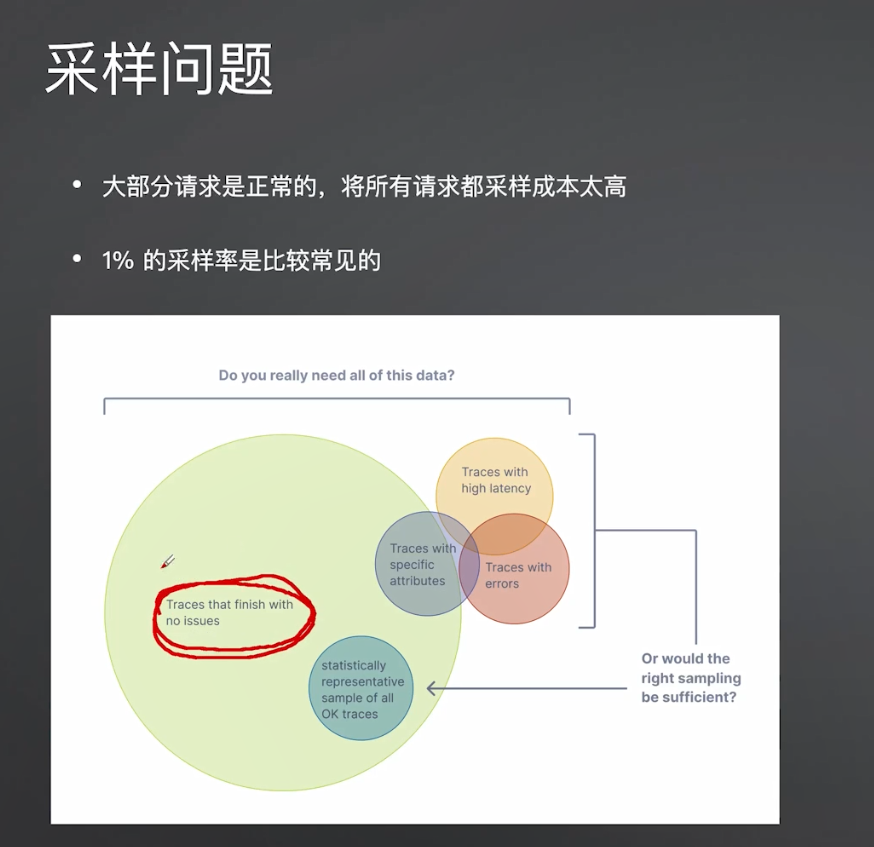 采样问题
大部分请求是正常的，将所有请求都采样成本太高
1% 的采样率是比较常见的
Do you really need all of this data?
Traces with
high latency
Traces with
specific
attributes
Traces with
errors
Traces that finish with
no issues
statistically
representative
sample of all
OK traces
Or would the
right sampling
be sufficient?